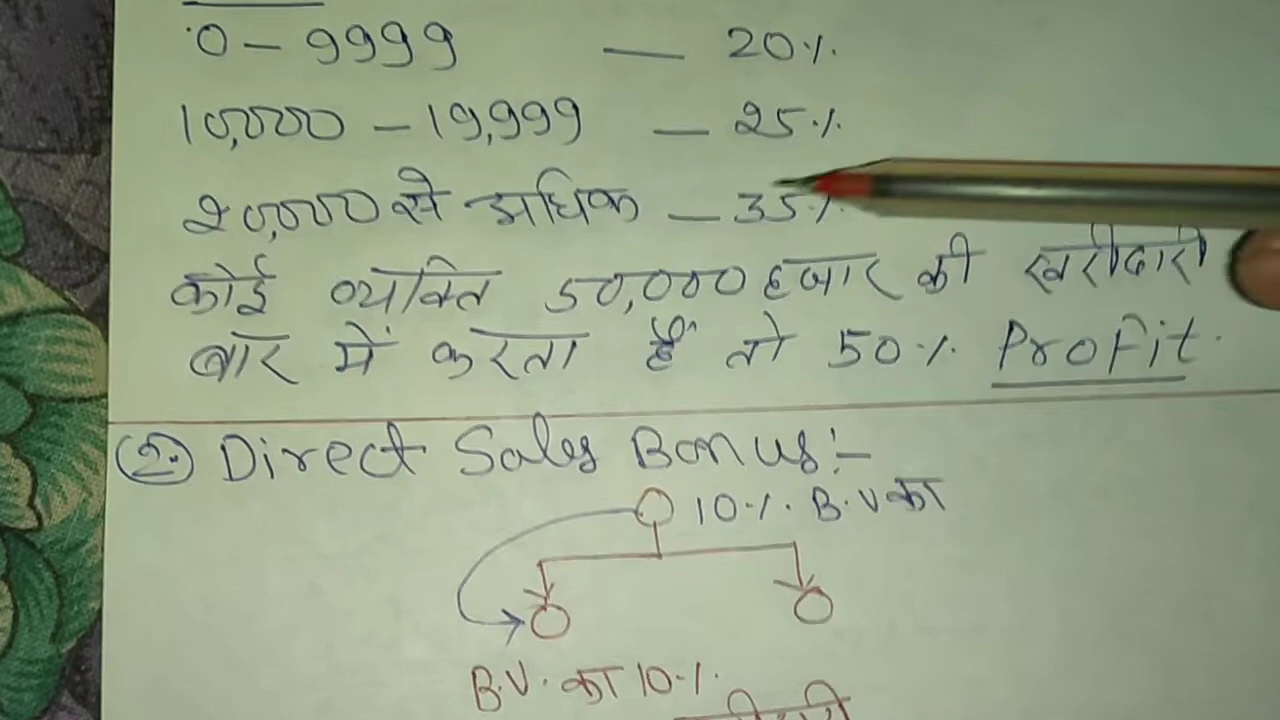 0 - 9999 — 20%
10,000 - 19,999 — 25%
20,000 से अधिक — 35%
कोई व्यक्ति 50,000 हजार की खरीदारी
बार में करता हैं तो 50% Profit.
2. Direct Sales Bonus:-
10%. B.V का
B.V. का 10%.